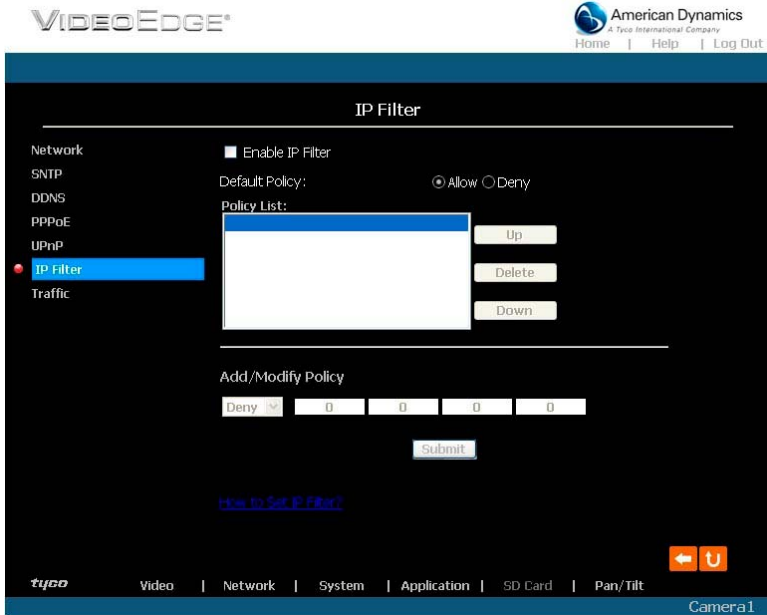 VIDEOEDGE®
American Dynamics
A Tyco International Company
Home | Help | Log Out
IP Filter
Network
SNTP
DDNS
PPPoE
UPnP
IP Filter
Traffic
Enable IP Filter
Default Policy: Allow Deny
Policy List:
Up
Delete
Down
Add/Modify Policy
Deny 0 0 0 0
Submit
How to Set IP Filter?
tyco Video | Network | System | Application | SD Card | Pan/Tilt
Camera1